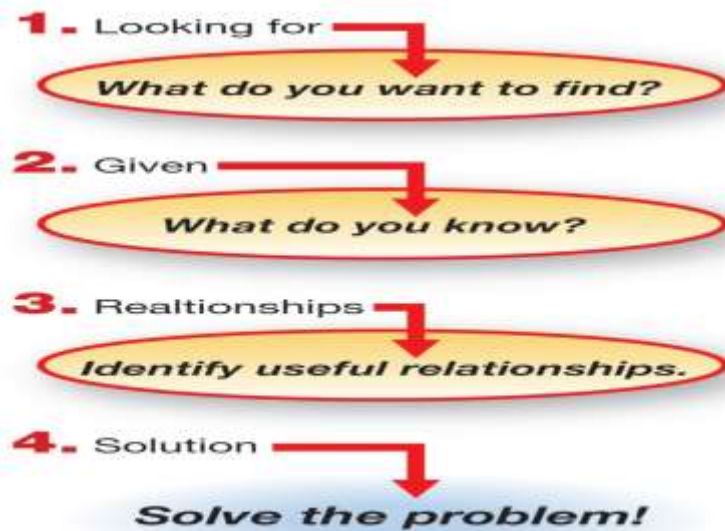 1. Looking for
What do you want to find?
2. Given
What do you know?
3. Realtionships
Identify useful relationships.
4. Solution
Solve the problem!